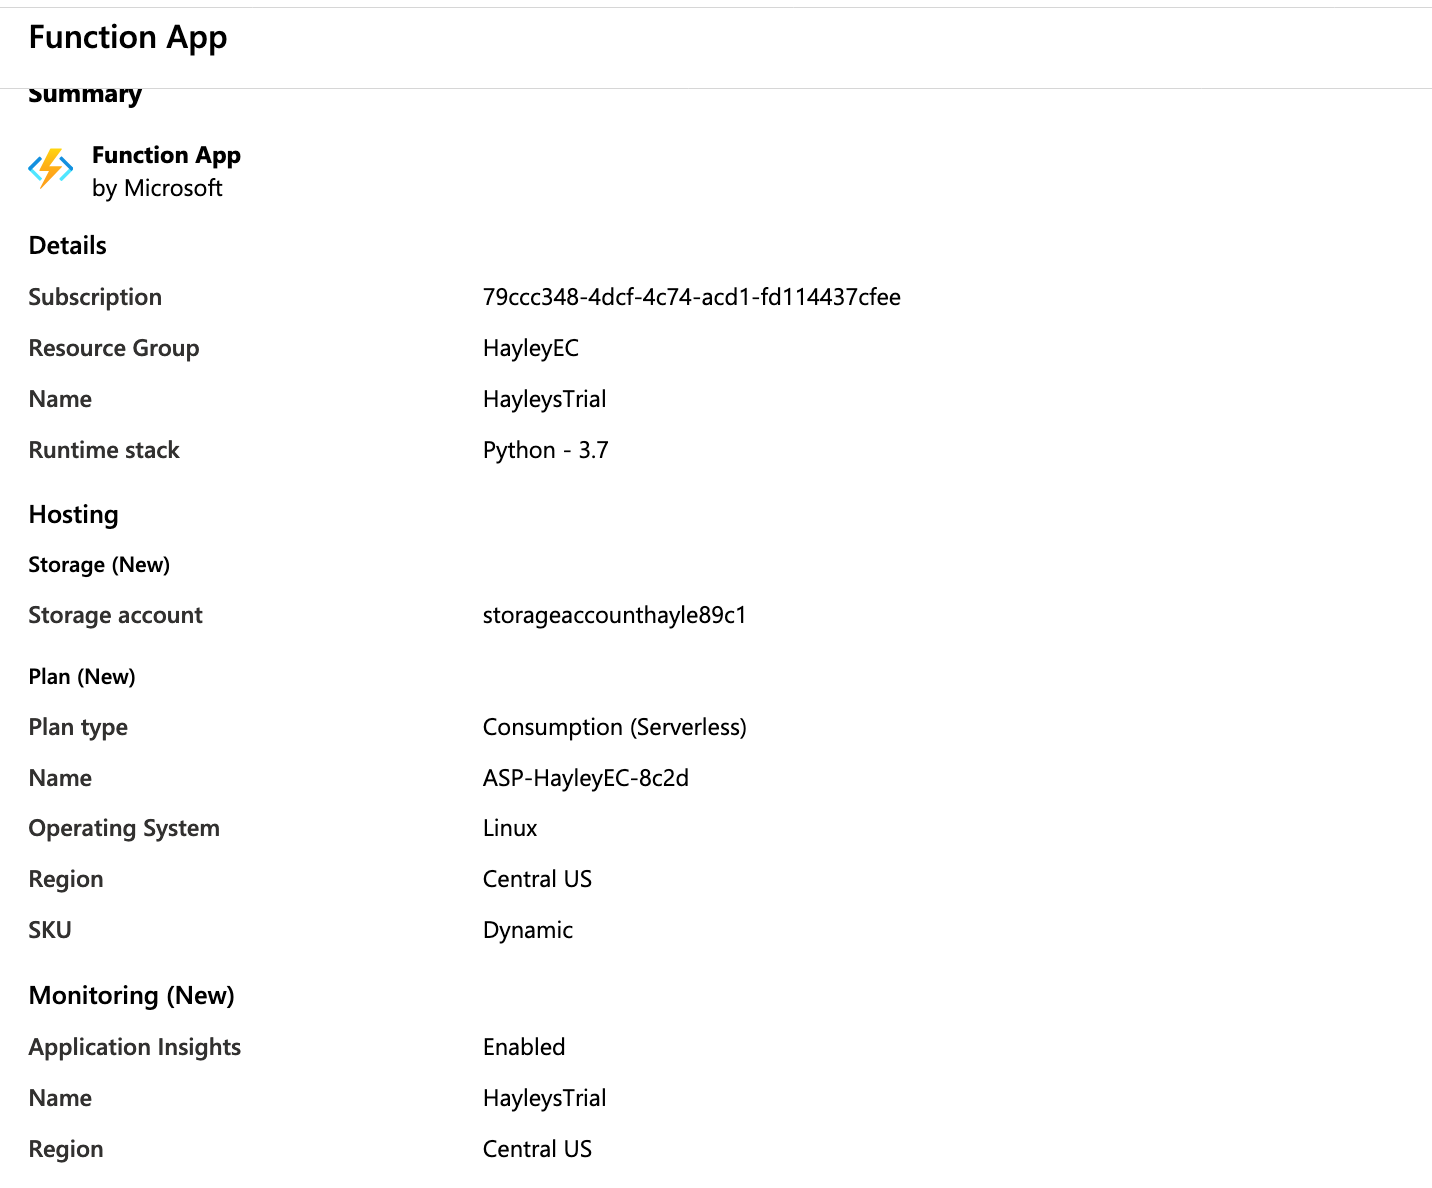 Function App
Summary
Function App
by Microsoft
Details
Subscription 79ccc348-4dcf-4c74-acd1-fd114437cfee
Resource Group HayleyEC
Name HayleysTrial
Runtime stack Python - 3.7
Hosting
Storage (New)
Storage account storageaccounthayle89c1
Plan (New)
Plan type Consumption (Serverless)
Name ASP-HayleyEC-8c2d
Operating System Linux
Region Central US
SKU Dynamic
Monitoring (New)
Application Insights Enabled
Name HayleysTrial
Region Central US